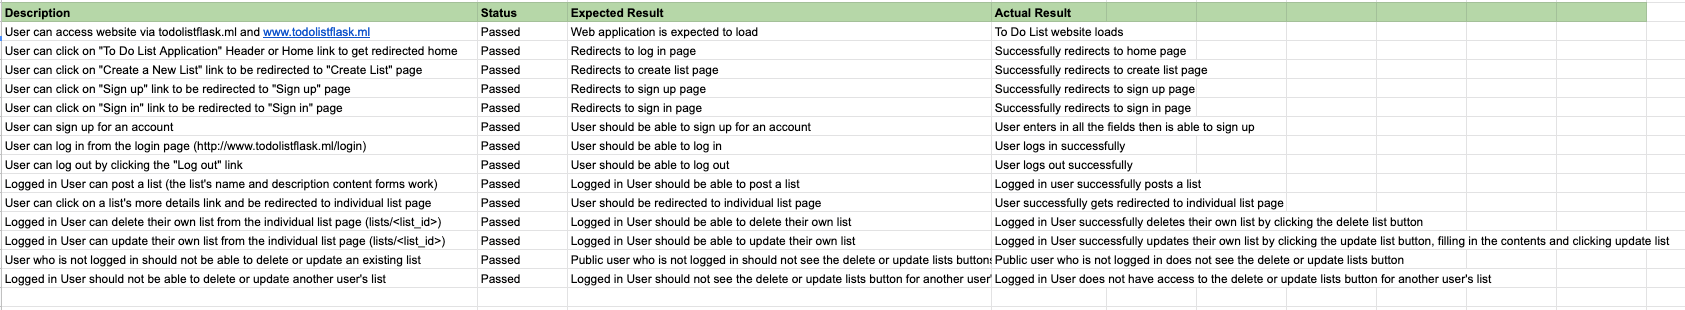 Description Status Expected Result Actual Result
User can access website via todolistflask.ml and www.todolistflask.ml Passed Web application is expected to load To Do List website loads
User can click on "To Do List Application" Header or Home link to get redirected home Passed Redirects to log in page Successfully redirects to home page
User can click on "Create a New List" link to be redirected to "Create List" page Passed Redirects to create list page Successfully redirects to create list page
User can click on "Sign up" link to be redirected to "Sign up" page Passed Redirects to sign up page Successfully redirects to sign up page
User can click on "Sign in" link to be redirected to "Sign in" page Passed Redirects to sign in page Successfully redirects to sign in page
User can sign up for an account Passed User should be able to sign up for an account User enters in all the fields then is able to sign up
User can log in from the login page (http://www.todolistflask.ml/login) Passed User should be able to log in User logs in successfully
User can log out by clicking the "Log out" link Passed User should be able to log out User logs out successfully
Logged in User can post a list (the list's name and description content forms work) Passed Logged in User should be able to post a list Logged in user successfully posts a list
User can click on a list's more details link and be redirected to individual list page Passed User should be redirected to individual list page User successfully gets redirected to individual list page
Logged in User can delete their own list from the individual list page (lists/<list_id>) Passed Logged in User should be able to delete their own list Logged in User successfully deletes their own list by clicking the delete list button
Logged in User can update their own list from the individual list page (lists/<list_id>) Passed Logged in User should be able to update their own list Logged in User successfully updates their own list by clicking the update list button, filling in the contents and clicking update list
User who is not logged in should not be able to delete or update an existing list Passed Public user who is not logged in should not see the delete or update lists buttons Public user who is not logged in does not see the delete or update lists button
Logged in User should not be able to delete or update another user's list Passed Logged in User should not see the delete or update lists button for another user' Logged in User does not have access to the delete or update lists button for another user's list